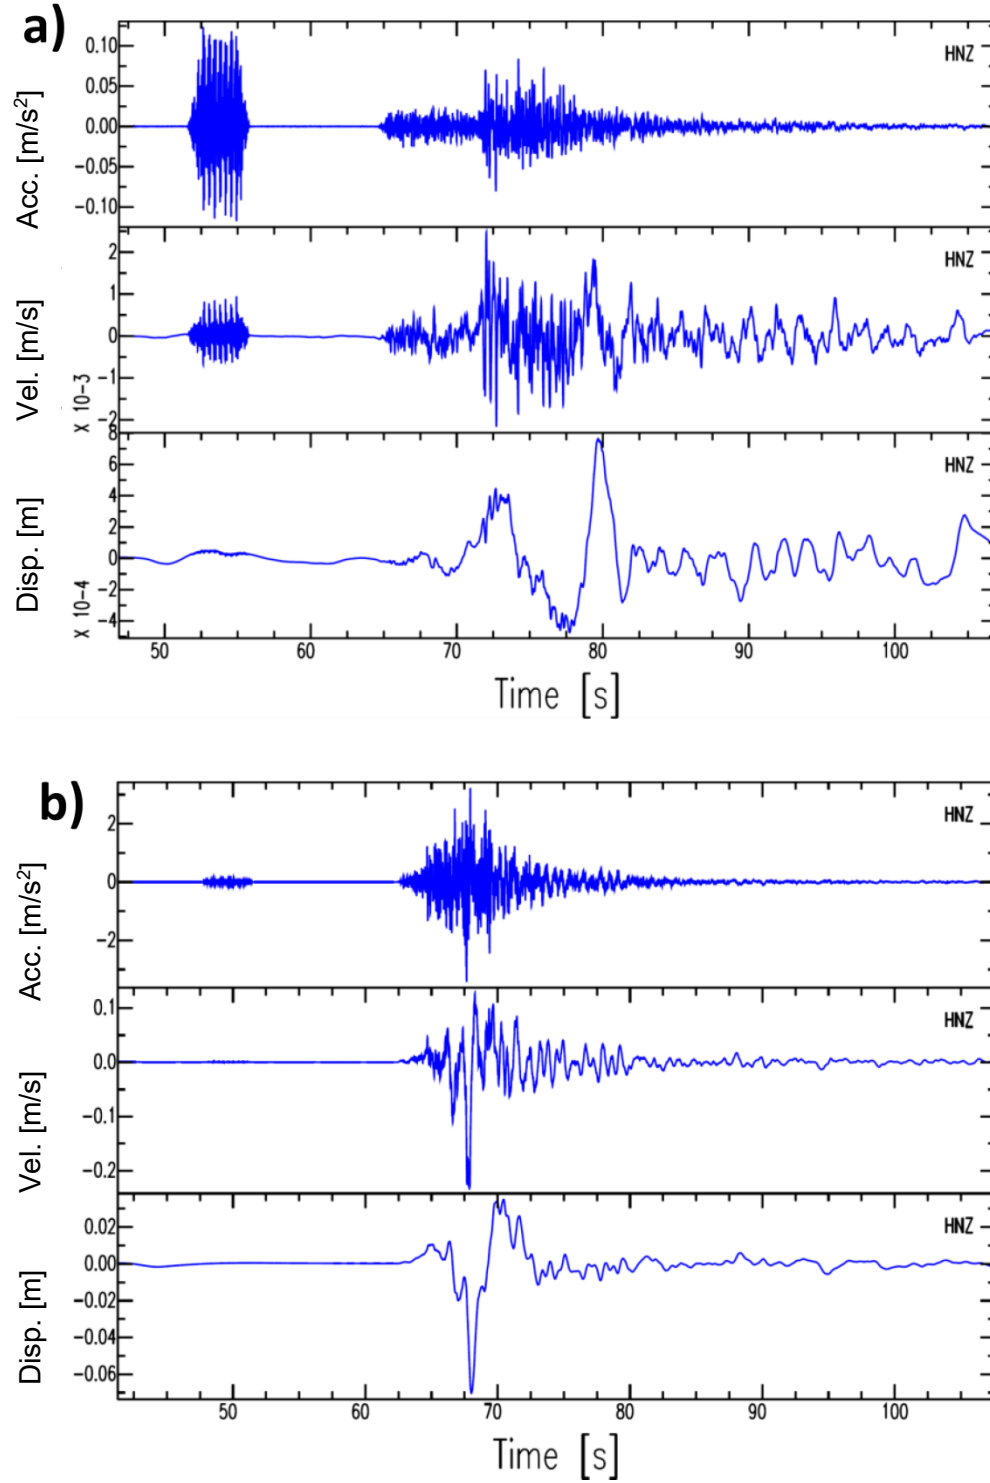 a)
Acc. [m/s²]
0.10
0.05
0.00
−0.05
−0.10
HNZ
Vel. [m/s]
X 10−3
2
1
0
−1
−2
HNZ
Disp. [m]
X 10−4
8
6
4
2
0
−2
−4
HNZ
50 60 70 80 90 100
Time [s]
b)
Acc. [m/s²]
2
0
−2
HNZ
Vel. [m/s]
0.1
0.0
−0.1
−0.2
HNZ
Disp. [m]
0.02
0.00
−0.02
−0.04
−0.06
HNZ
50 60 70 80 90 100
Time [s]